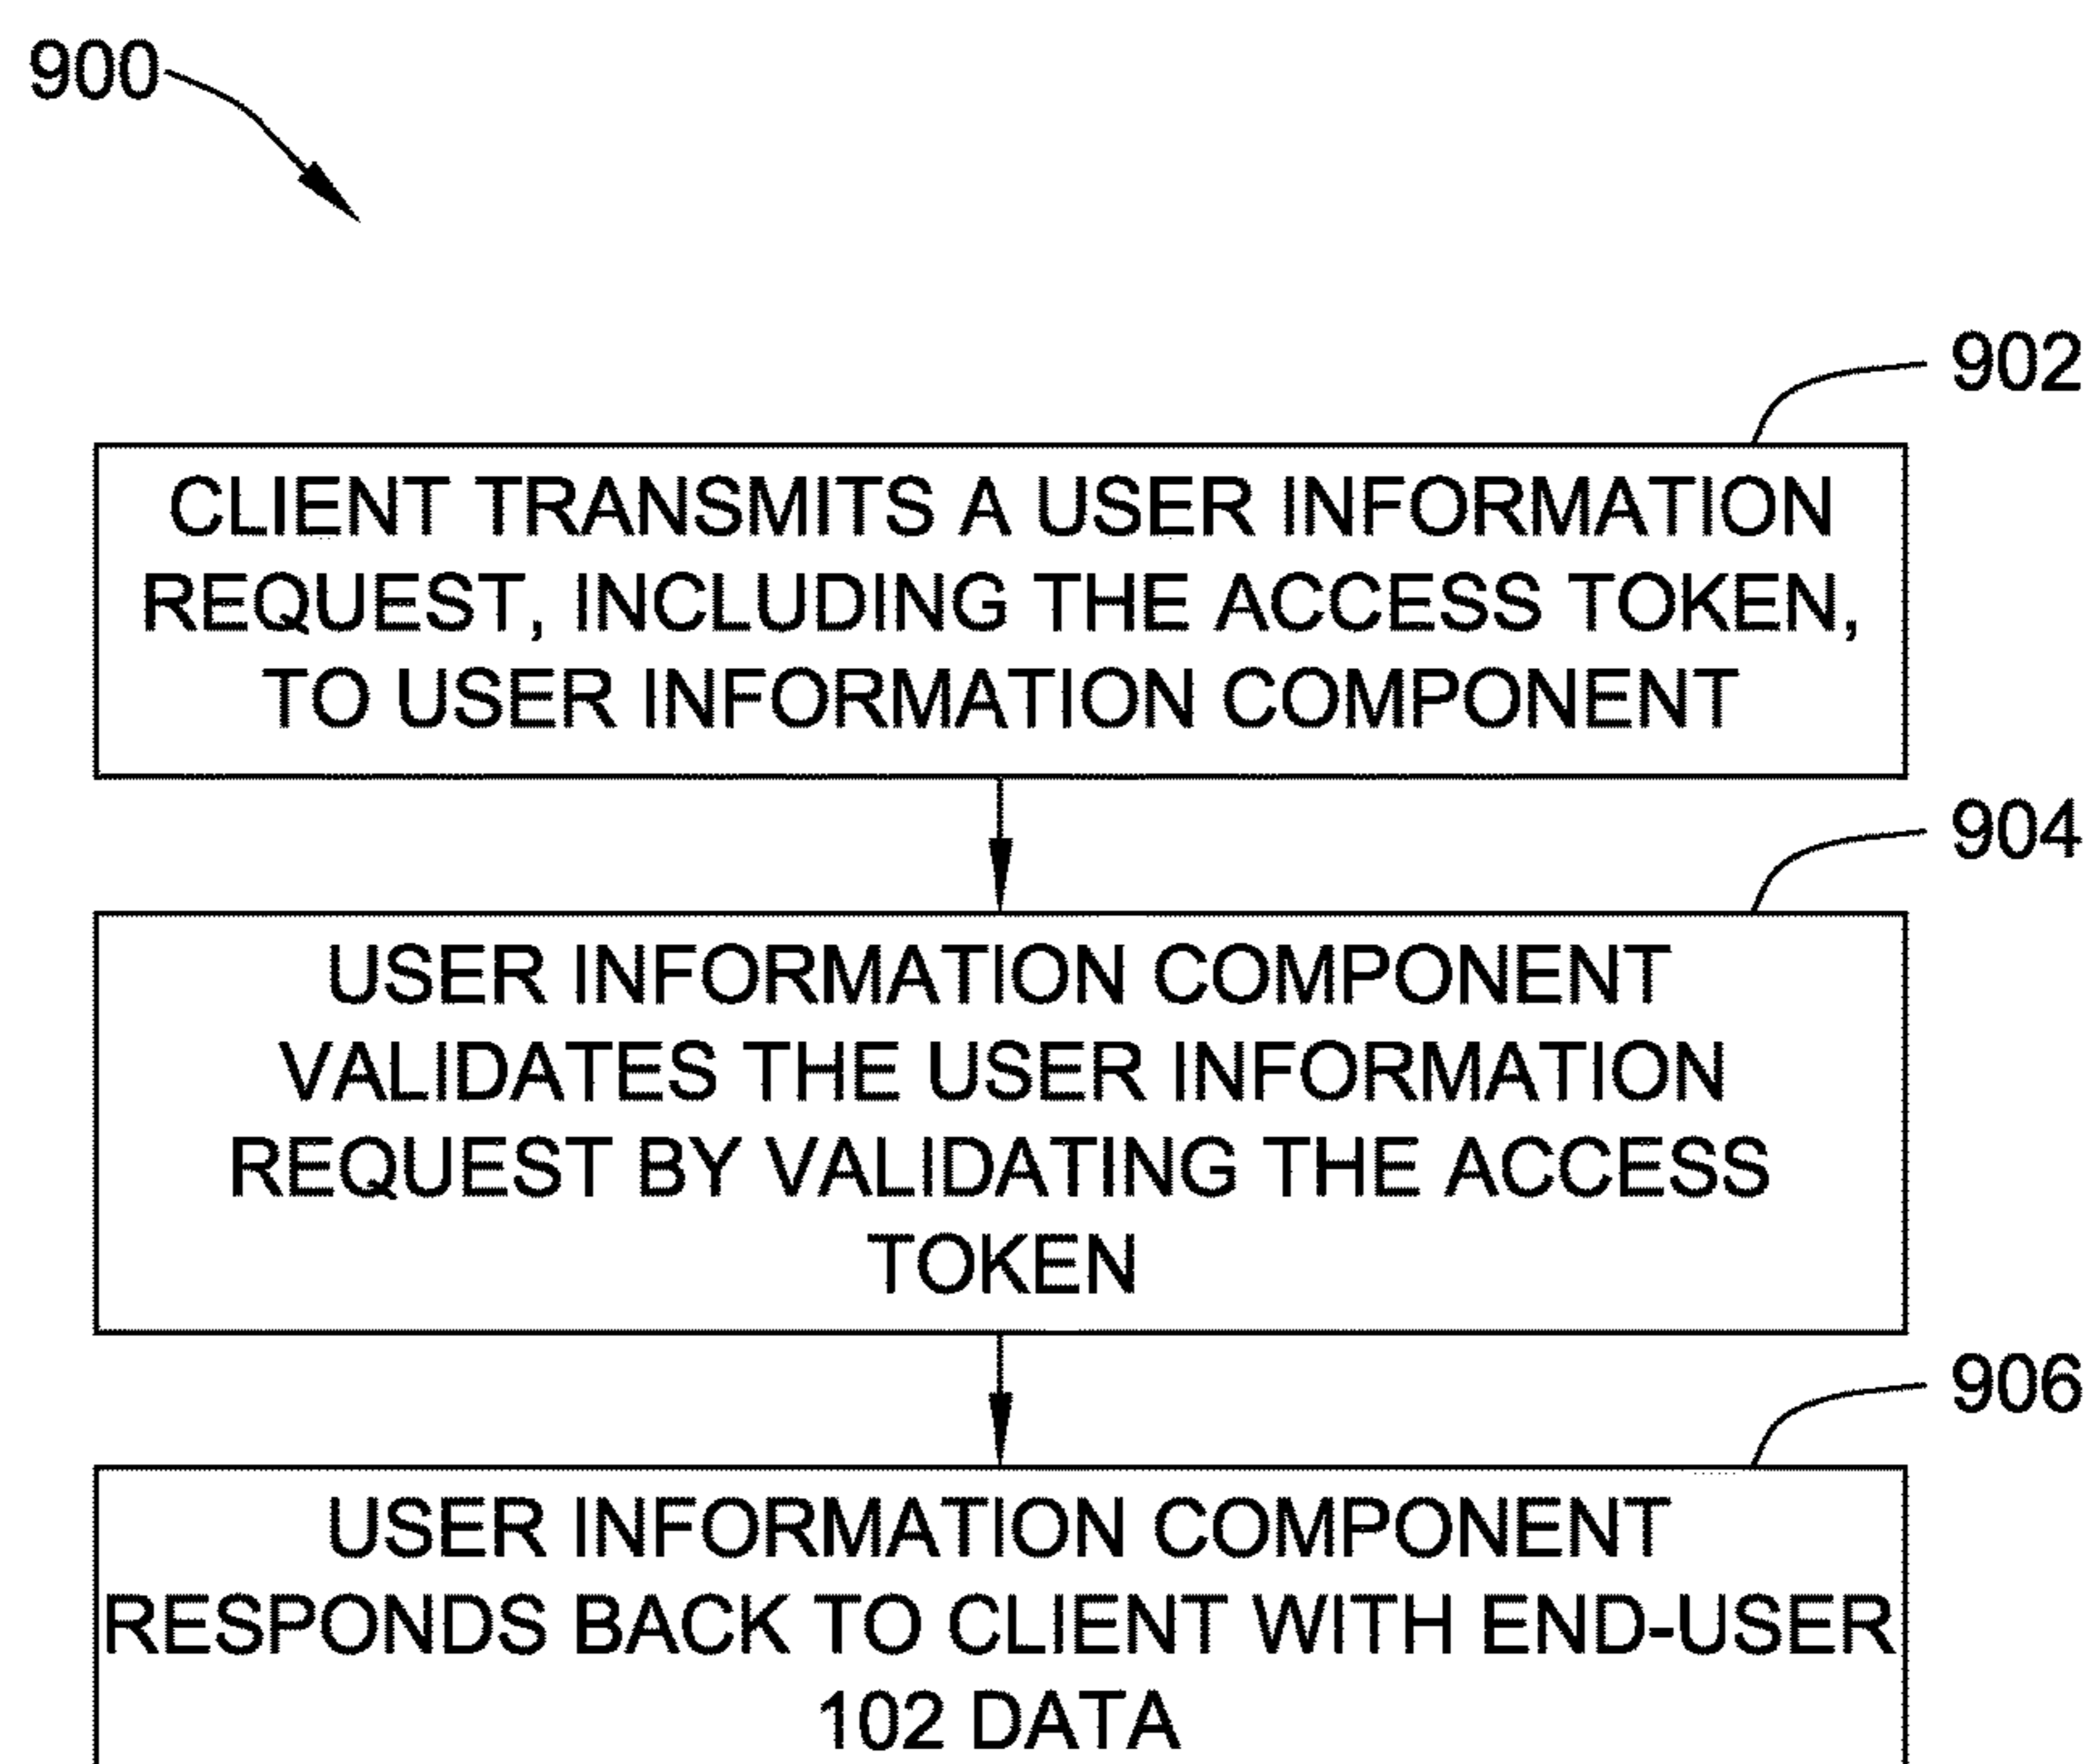 900
902
CLIENT TRANSMITS A USER INFORMATION
REQUEST, INCLUDING THE ACCESS TOKEN,
TO USER INFORMATION COMPONENT
904
USER INFORMATION COMPONENT
VALIDATES THE USER INFORMATION
REQUEST BY VALIDATING THE ACCESS
TOKEN
906
USER INFORMATION COMPONENT
RESPONDS BACK TO CLIENT WITH END-USER
102 DATA